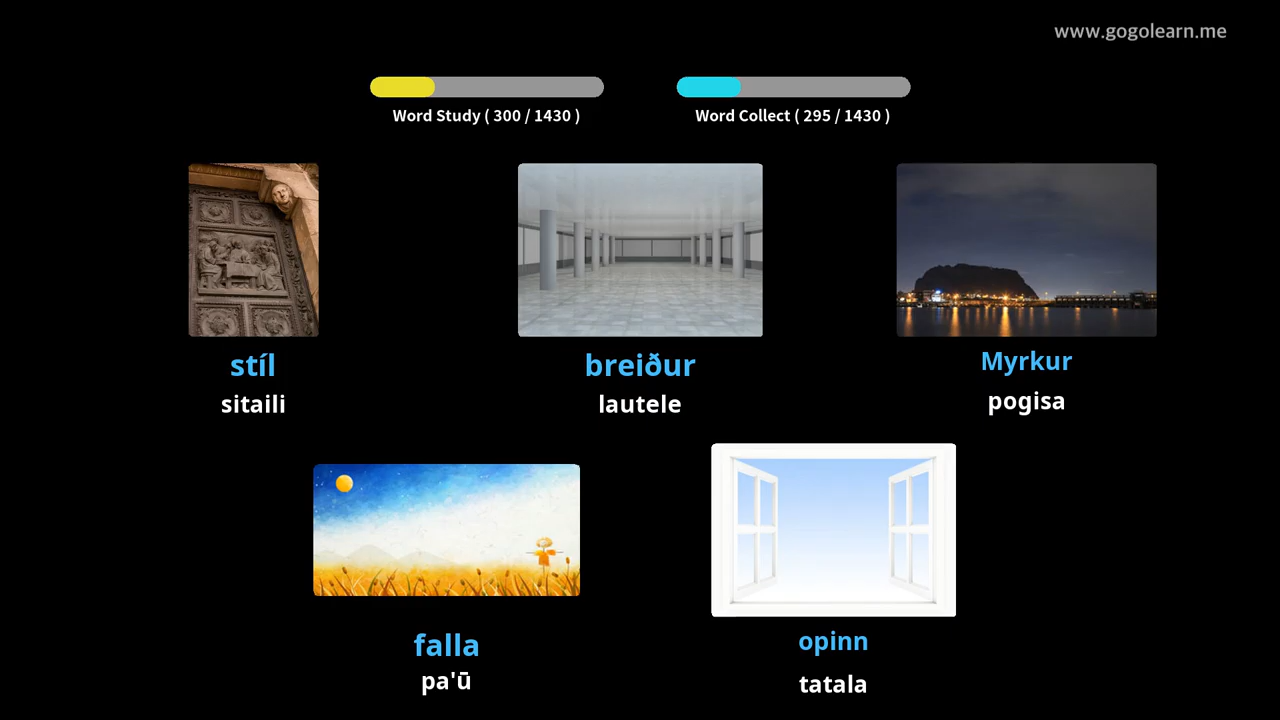 www.gogolearn.me
Word Study ( 300 / 1430 )
Word Collect ( 295 / 1430 )
stíl
sitaili
breiður
lautele
Myrkur
pogisa
falla
pa'ū
opinn
tatala